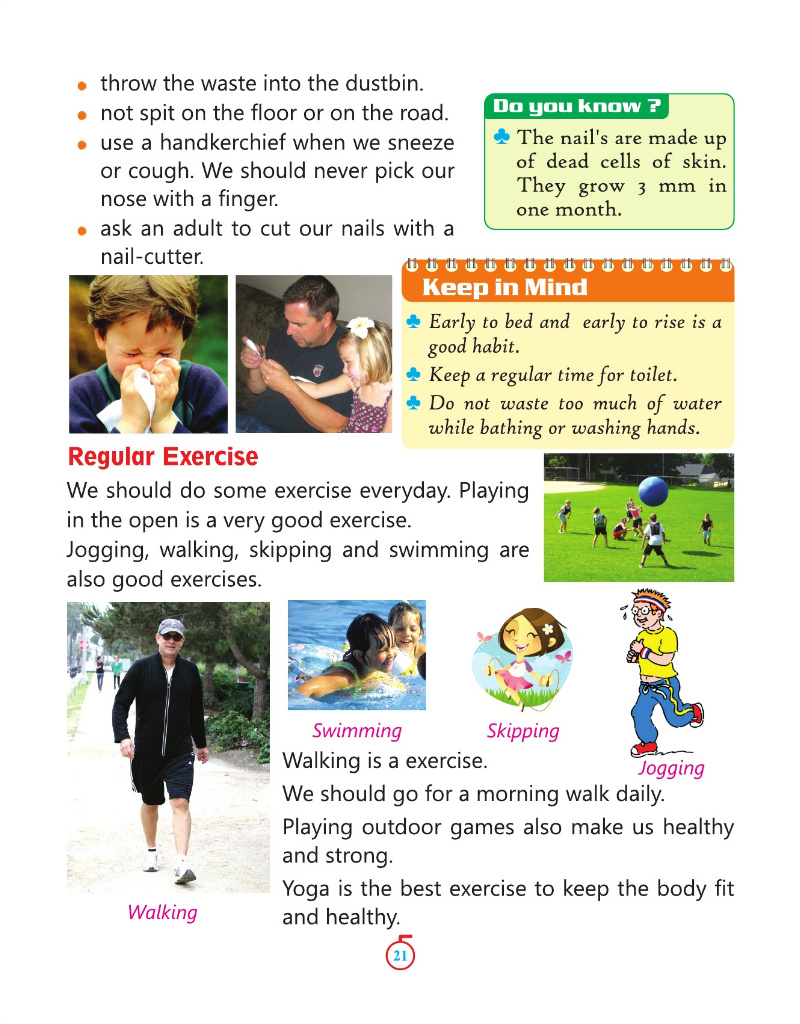 ● throw the waste into the dustbin.
● not spit on the floor or on the road.
● use a handkerchief when we sneeze
or cough. We should never pick our
nose with a finger.
● ask an adult to cut our nails with a
nail-cutter.
Do you know ?
♣ The nail's are made up
of dead cells of skin.
They grow 3 mm in
one month.
Keep in Mind
♣ Early to bed and early to rise is a
good habit.
♣ Keep a regular time for toilet.
♣ Do not waste too much of water
while bathing or washing hands.
Regular Exercise
We should do some exercise everyday. Playing
in the open is a very good exercise.
Jogging, walking, skipping and swimming are
also good exercises.
Swimming
Skipping
Jogging
Walking is a exercise.
We should go for a morning walk daily.
Playing outdoor games also make us healthy
and strong.
Yoga is the best exercise to keep the body fit
and healthy.
Walking
21